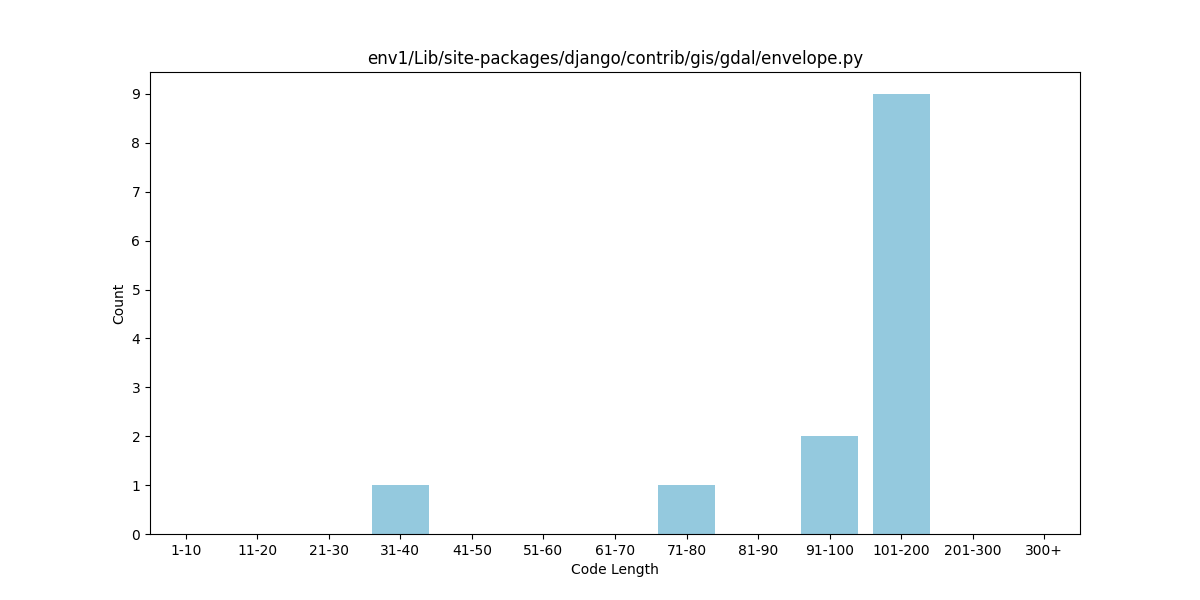 env1/Lib/site-packages/django/contrib/gis/gdal/envelope.py
9
8
7
6
5
4
3
2
1
0
Count
1-10 11-20 21-30 31-40 41-50 51-60 61-70 71-80 81-90 91-100 101-200 201-300 300+
Code Length